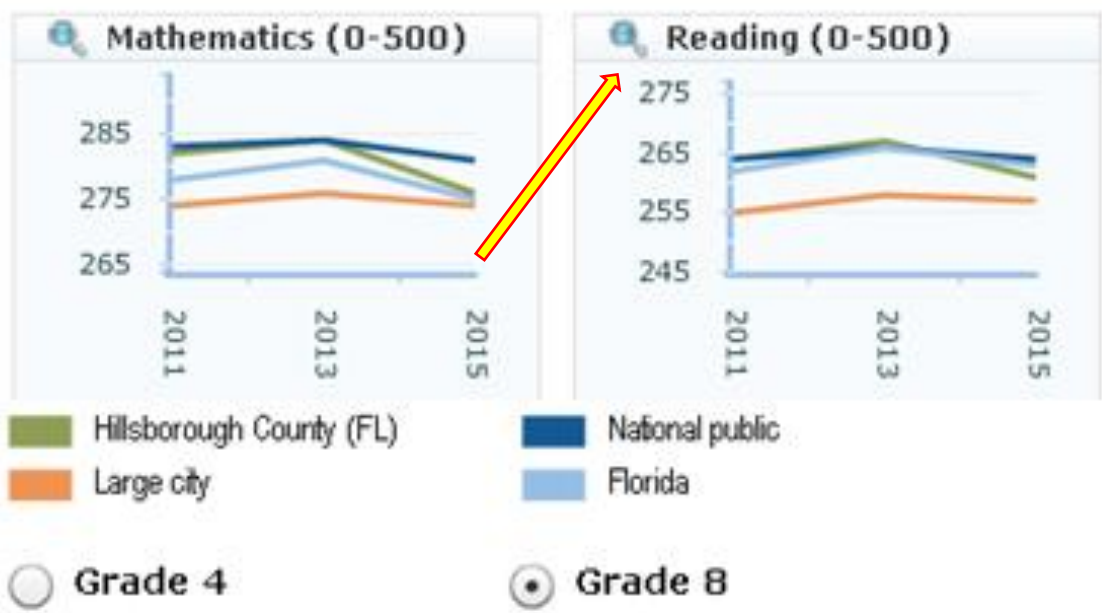 Mathematics (0-500)
285
275
265
2011
2013
2015
Reading (0-500)
275
265
255
245
2011
2013
2015
Hillsborough County (FL)
National public
Large city
Florida
Grade 4
Grade 8